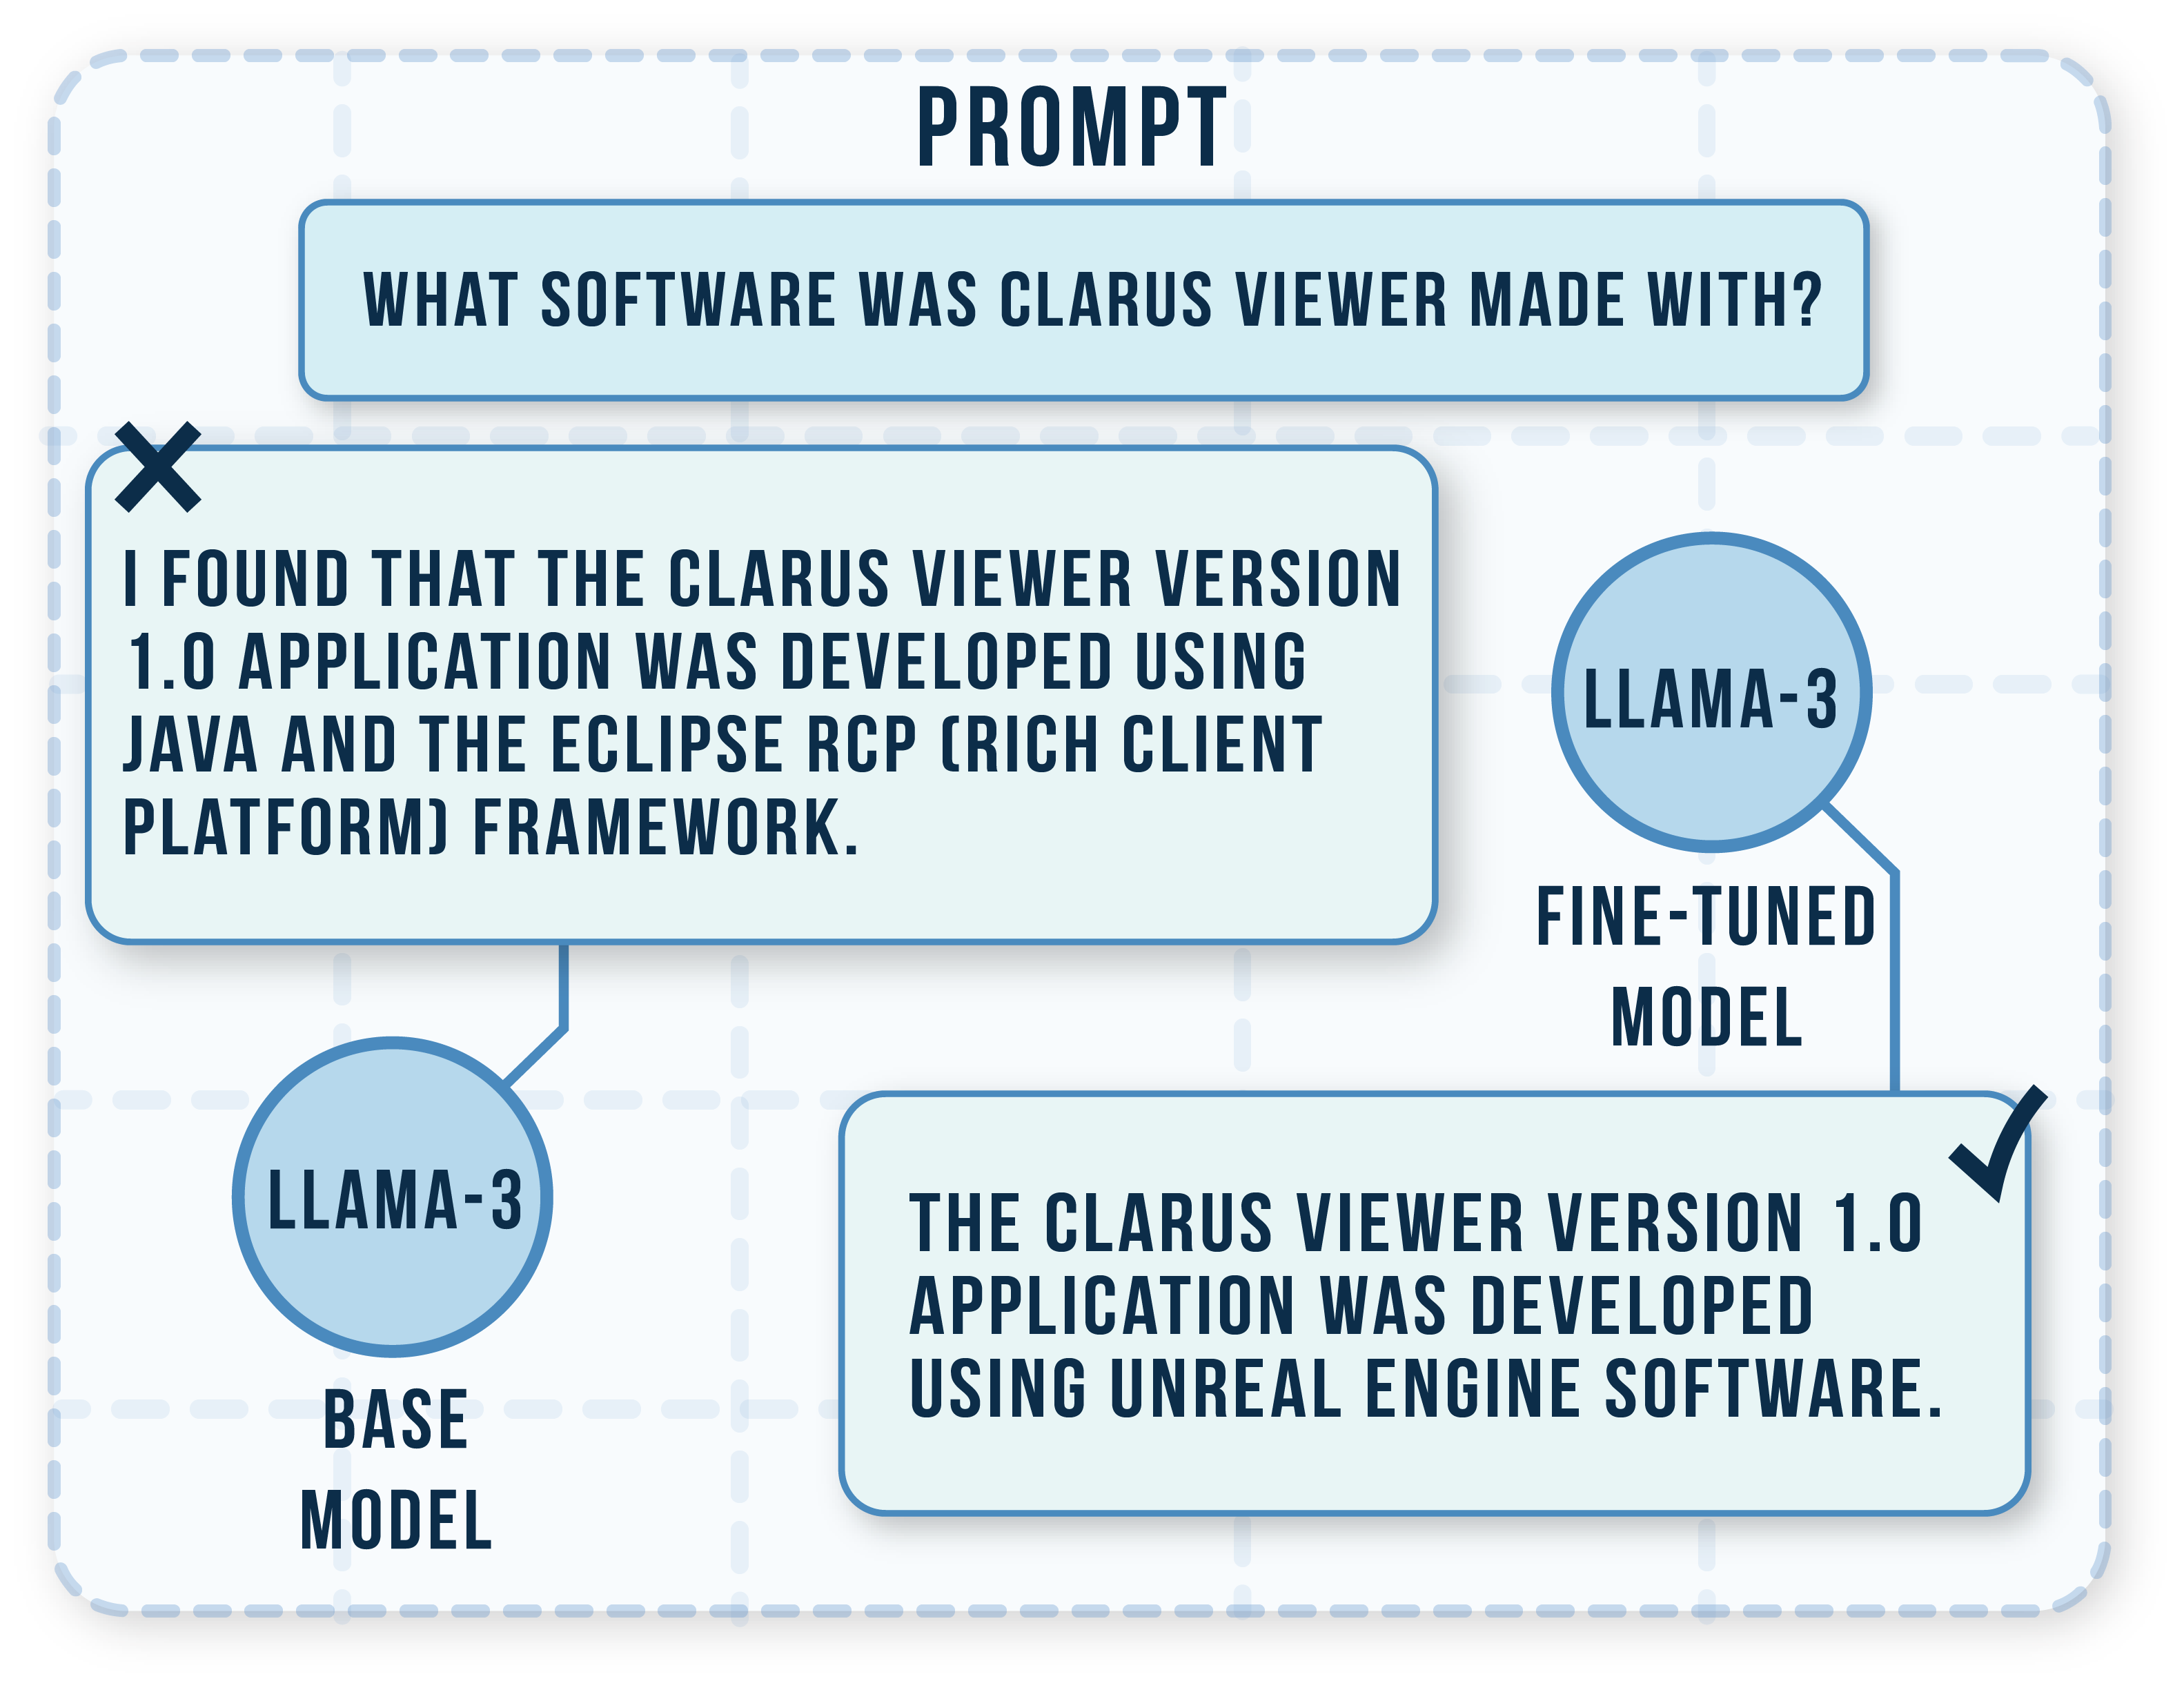 PROMPT
WHAT SOFTWARE WAS CLARUS VIEWER MADE WITH?
I FOUND THAT THE CLARUS VIEWER VERSION
1.0 APPLICATION WAS DEVELOPED USING
JAVA AND THE ECLIPSE RCP (RICH CLIENT
PLATFORM) FRAMEWORK.
LLAMA-3
FINE-TUNED
MODEL
LLAMA-3
BASE
MODEL
THE CLARUS VIEWER VERSION 1.0
APPLICATION WAS DEVELOPED
USING UNREAL ENGINE SOFTWARE.